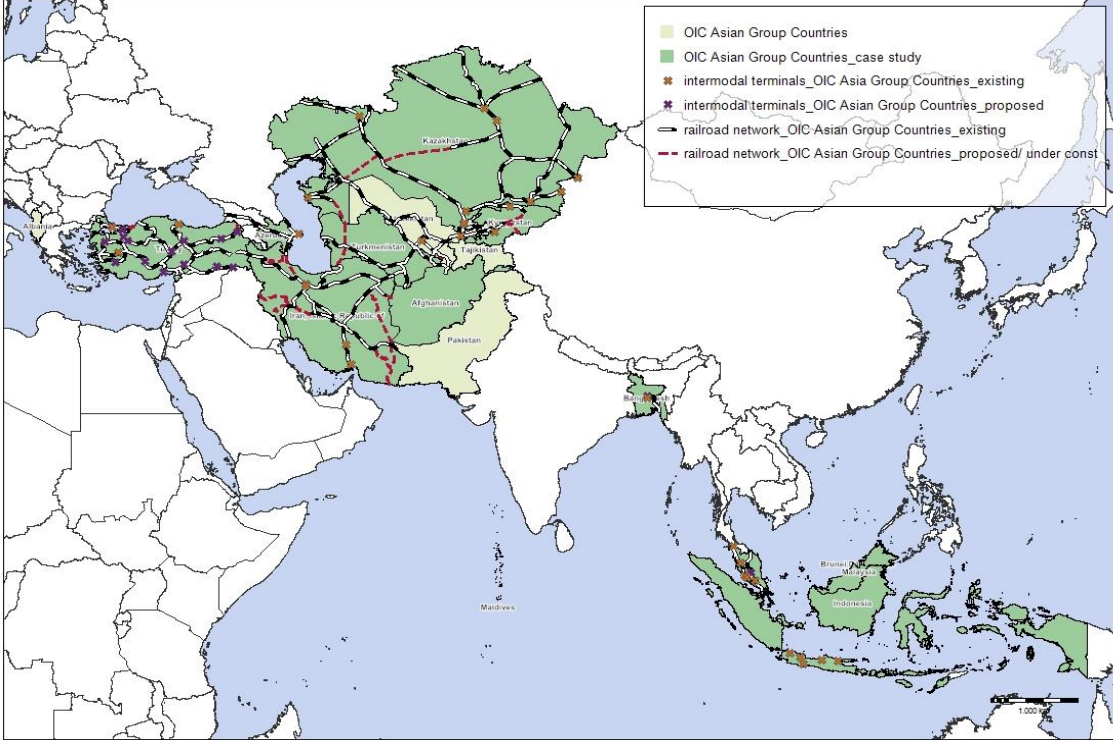 OIC Asian Group Countries
OIC Asian Group Countries_case study
intermodal terminals_OIC Asia Group Countries_existing
intermodal terminals_OIC Asian Group Countries_proposed
railroad network_OIC Asian Group Countries_existing
railroad network_OIC Asian Group Countries_proposed/ under const
Kazakhstan
Albania
Turkmenistan
Tajikistan
Afghanistan
Pakistan
Bangladesh
Maldives
Brunei
Malaysia
Indonesia
1.000 km